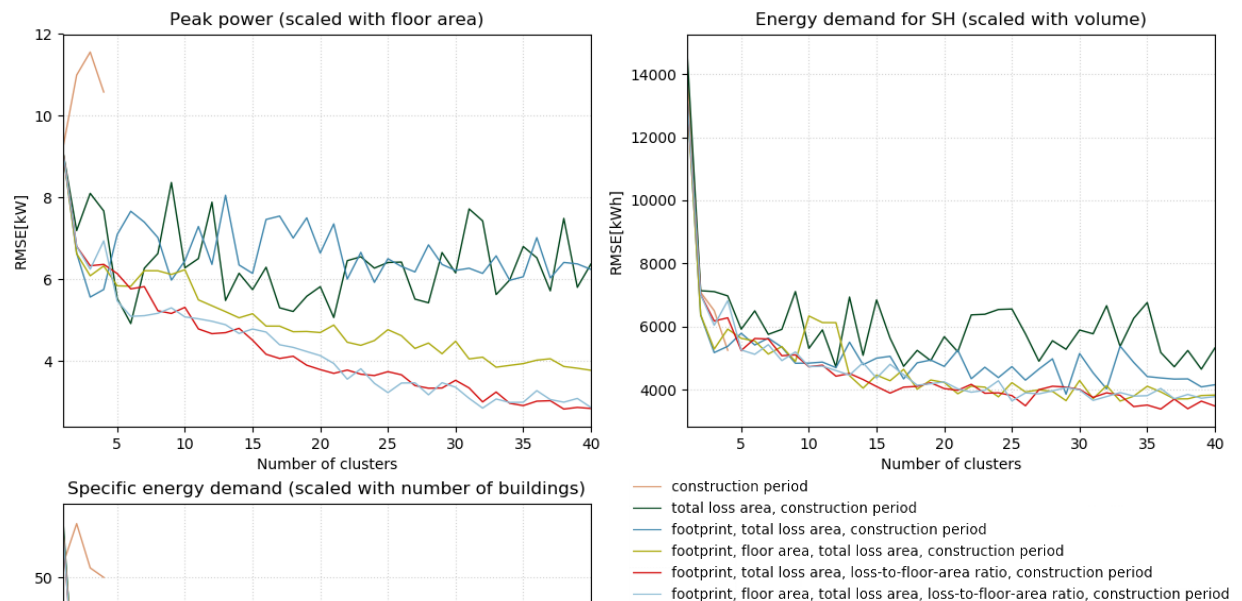 Peak power (scaled with floor area)
12
10
8
6
4
RMSE[kW]
5 10 15 20 25 30 35 40
Number of clusters
Energy demand for SH (scaled with volume)
14000
12000
10000
8000
6000
4000
RMSE[kWh]
5 10 15 20 25 30 35 40
Number of clusters
Specific energy demand (scaled with number of buildings)
50
construction period
total loss area, construction period
footprint, total loss area, construction period
footprint, floor area, total loss area, construction period
footprint, total loss area, loss-to-floor-area ratio, construction period
footprint, floor area, total loss area, loss-to-floor-area ratio, construction period